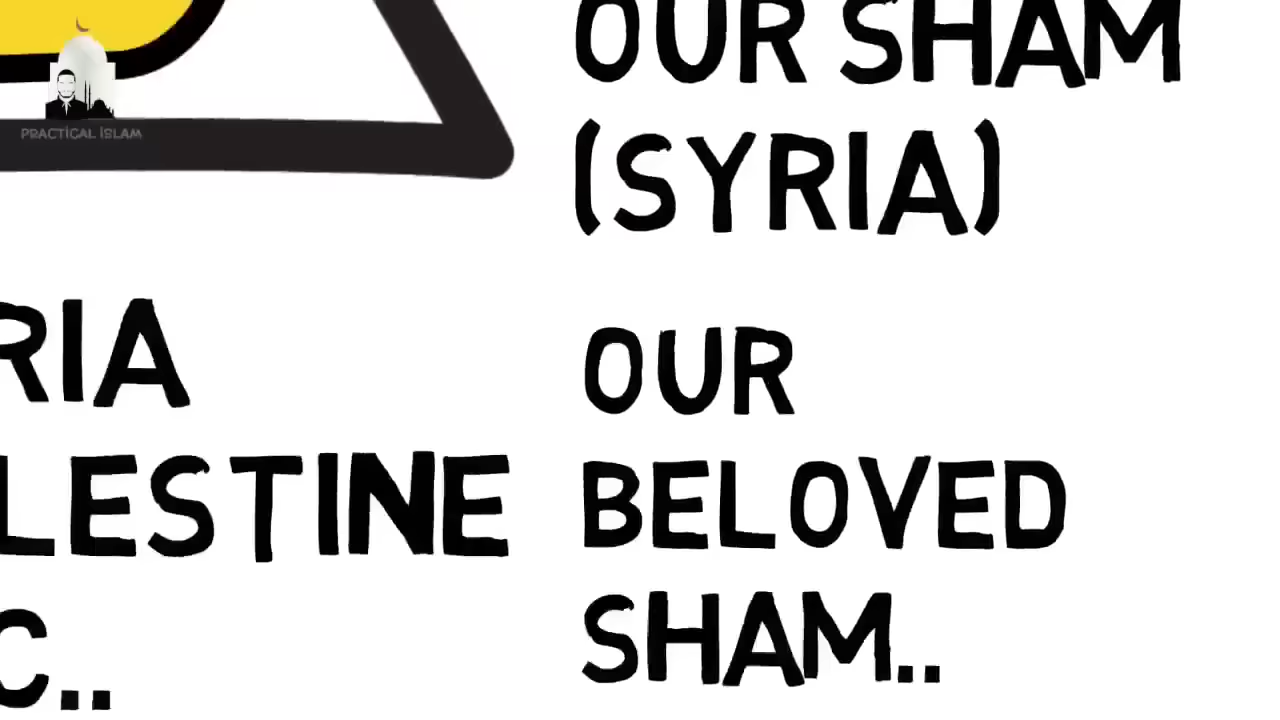 PRACTICAL ISLAM
OUR SHAM
(SYRIA)
OUR
BELOVED
SHAM..
RIA
LESTINE
C..